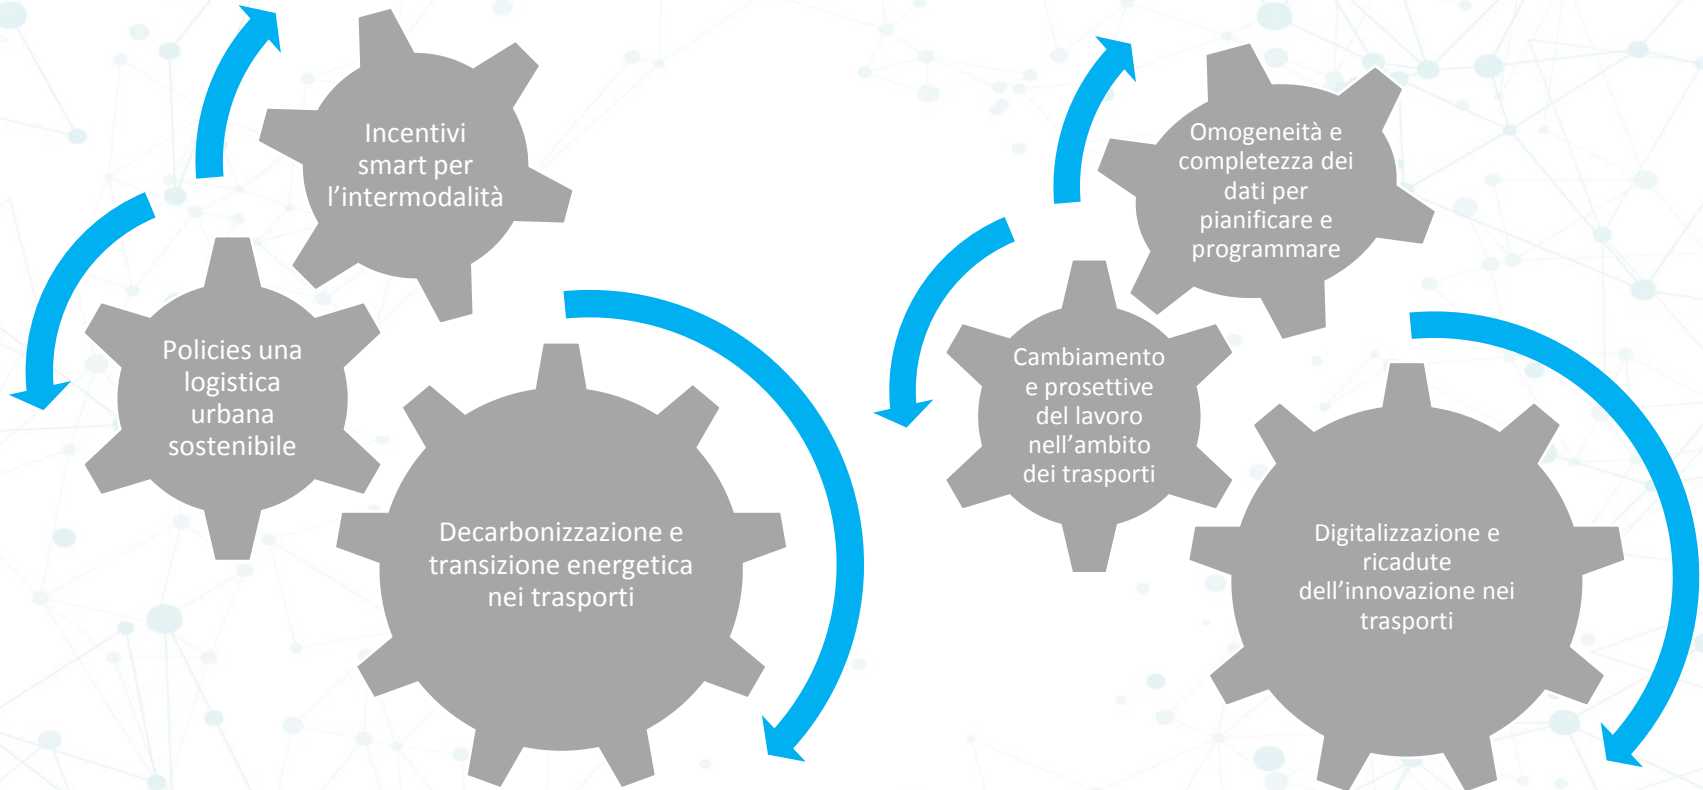 Incentivi
smart per
l’intermodalità
Policies una
logistica
urbana
sostenibile
Decarbonizzazione e
transizione energetica
nei trasporti
Omogeneità e
completezza dei
dati per
pianificare e
programmare
Cambiamento
e prosettive
del lavoro
nell’ambito
dei trasporti
Digitalizzazione e
ricadute
dell’innovazione nei
trasporti